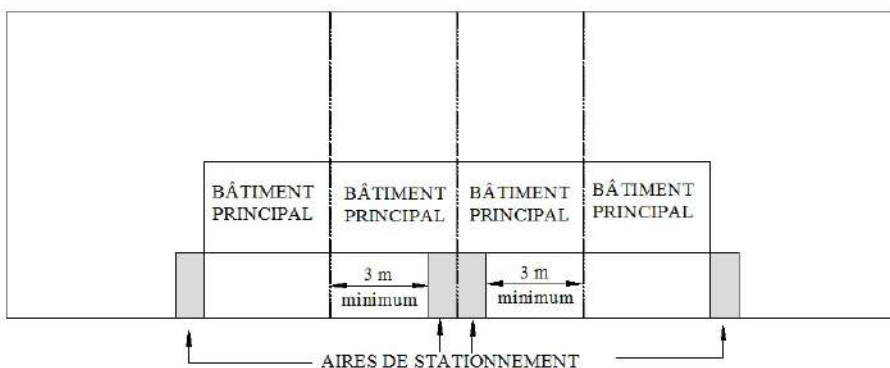 BÂTIMENT
PRINCIPAL
BÂTIMENT
PRINCIPAL
BÂTIMENT
PRINCIPAL
BÂTIMENT
PRINCIPAL
3 m
minimum
3 m
minimum
AIRES DE STATIONNEMENT